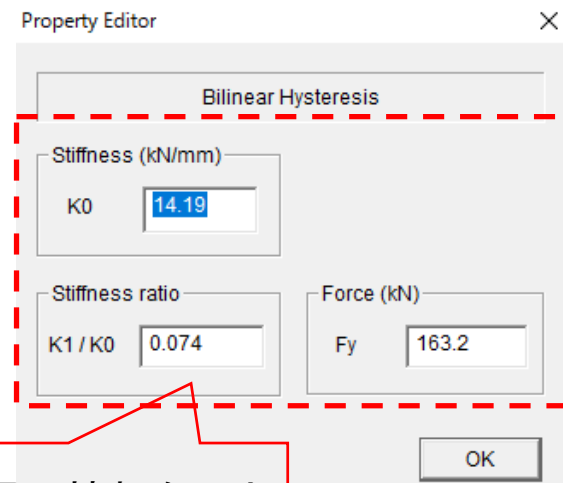 Property Editor
Bilinear Hysteresis
Stiffness (kN/mm)
K0 14.19
Stiffness ratio
K1 / K0 0.074
Force (kN)
Fy 163.2
OK